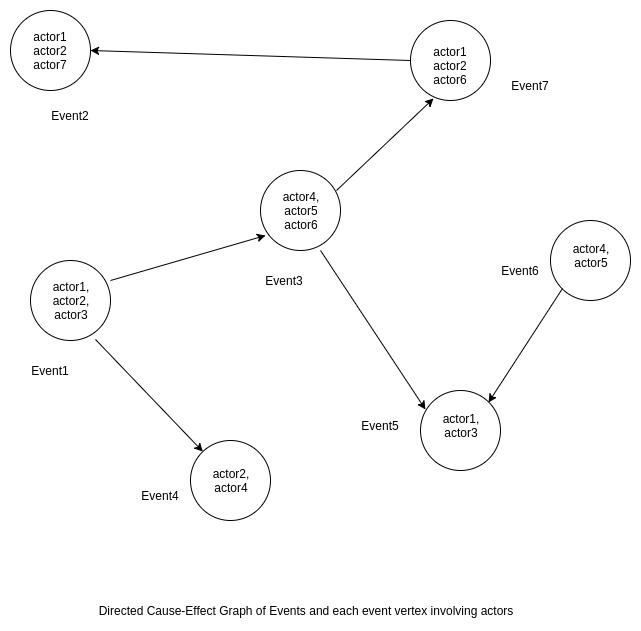 actor1
actor2
actor7
Event2
actor1
actor2
actor6
Event7
actor4,
actor5
actor6
Event3
actor4,
actor5
Event6
actor1,
actor2,
actor3
Event1
actor1,
actor3
Event5
actor2,
actor4
Event4
Directed Cause-Effect Graph of Events and each event vertex involving actors